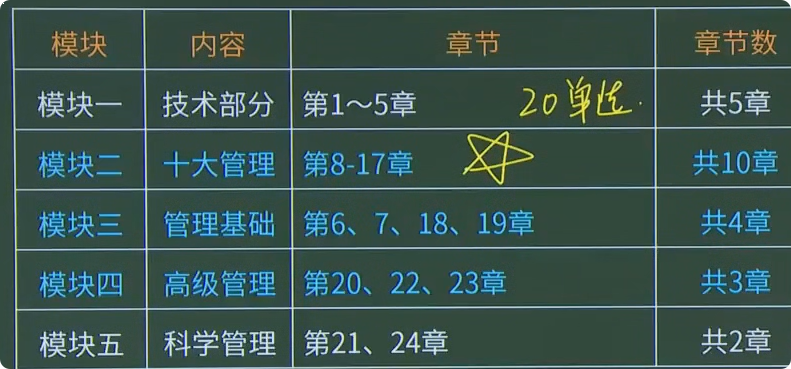 模块 内容 章节 章节数
模块一 技术部分 第1～5章 20单选. 共5章
模块二 十大管理 第8-17章 共10章
模块三 管理基础 第6、7、18、19章 共4章
模块四 高级管理 第20、22、23章 共3章
模块五 科学管理 第21、24章 共2章